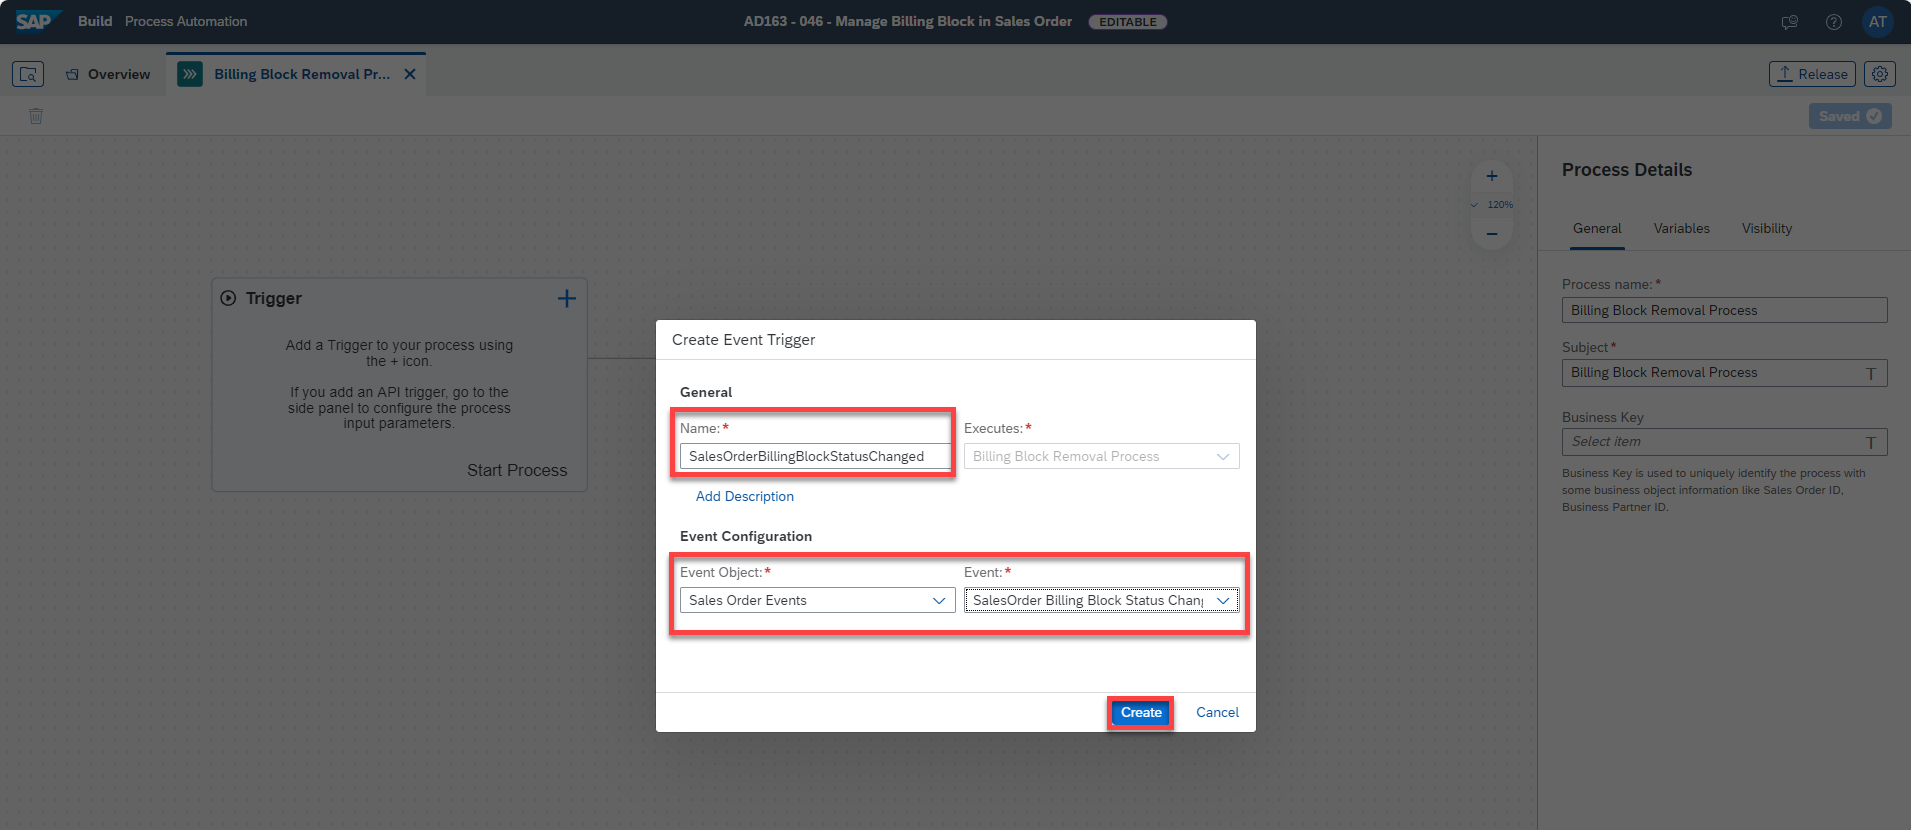 SAP Build Process Automation
AD163 - 046 - Manage Billing Block in Sales Order EDITABLE
AT
Overview
Billing Block Removal Pr...
Release
Saved
Process Details
120%
General Variables Visibility
Trigger
Add a Trigger to your process using
the + icon.
If you add an API trigger, go to the
side panel to configure the process
input parameters.
Start Process
Process name: *
Billing Block Removal Process
Subject *
Billing Block Removal Process
T
Business Key
Select item
T
Business Key is used to uniquely identify the process with
some business object information like Sales Order ID,
Business Partner ID.
Create Event Trigger
General
Name: * Executes: *
SalesOrderBillingBlockStatusChanged Billing Block Removal Process
Add Description
Event Configuration
Event Object: * Event: *
Sales Order Events SalesOrder Billing Block Status Chan
Create Cancel